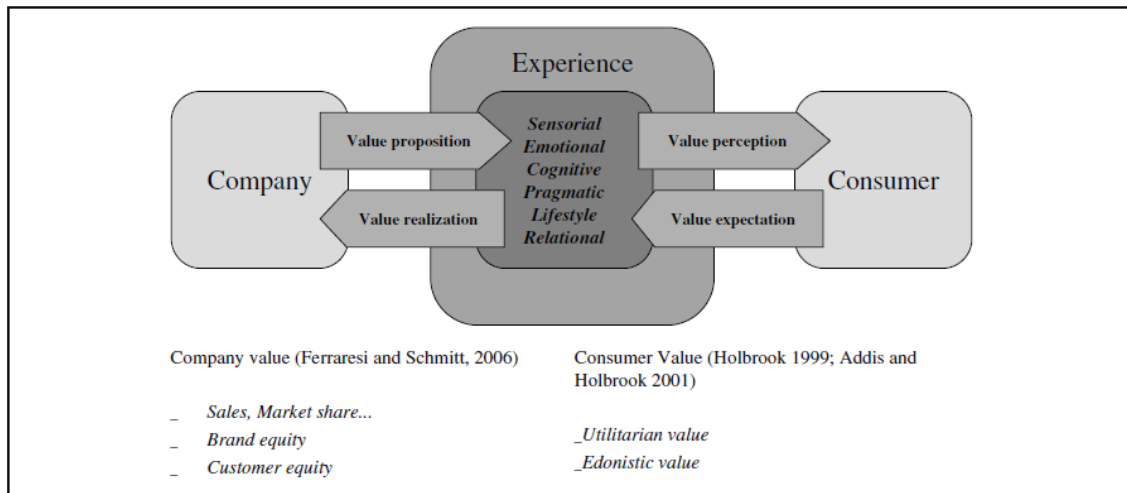 Experience
Company
Value proposition
Value realization
Sensorial
Emotional
Cognitive
Pragmatic
Lifestyle
Relational
Value perception
Value expectation
Consumer
Company value (Ferraresi and Schmitt, 2006)
_ Sales, Market share...
_ Brand equity
_ Customer equity
Consumer Value (Holbrook 1999; Addis and
Holbrook 2001)
_Utilitarian value
_Edonistic value